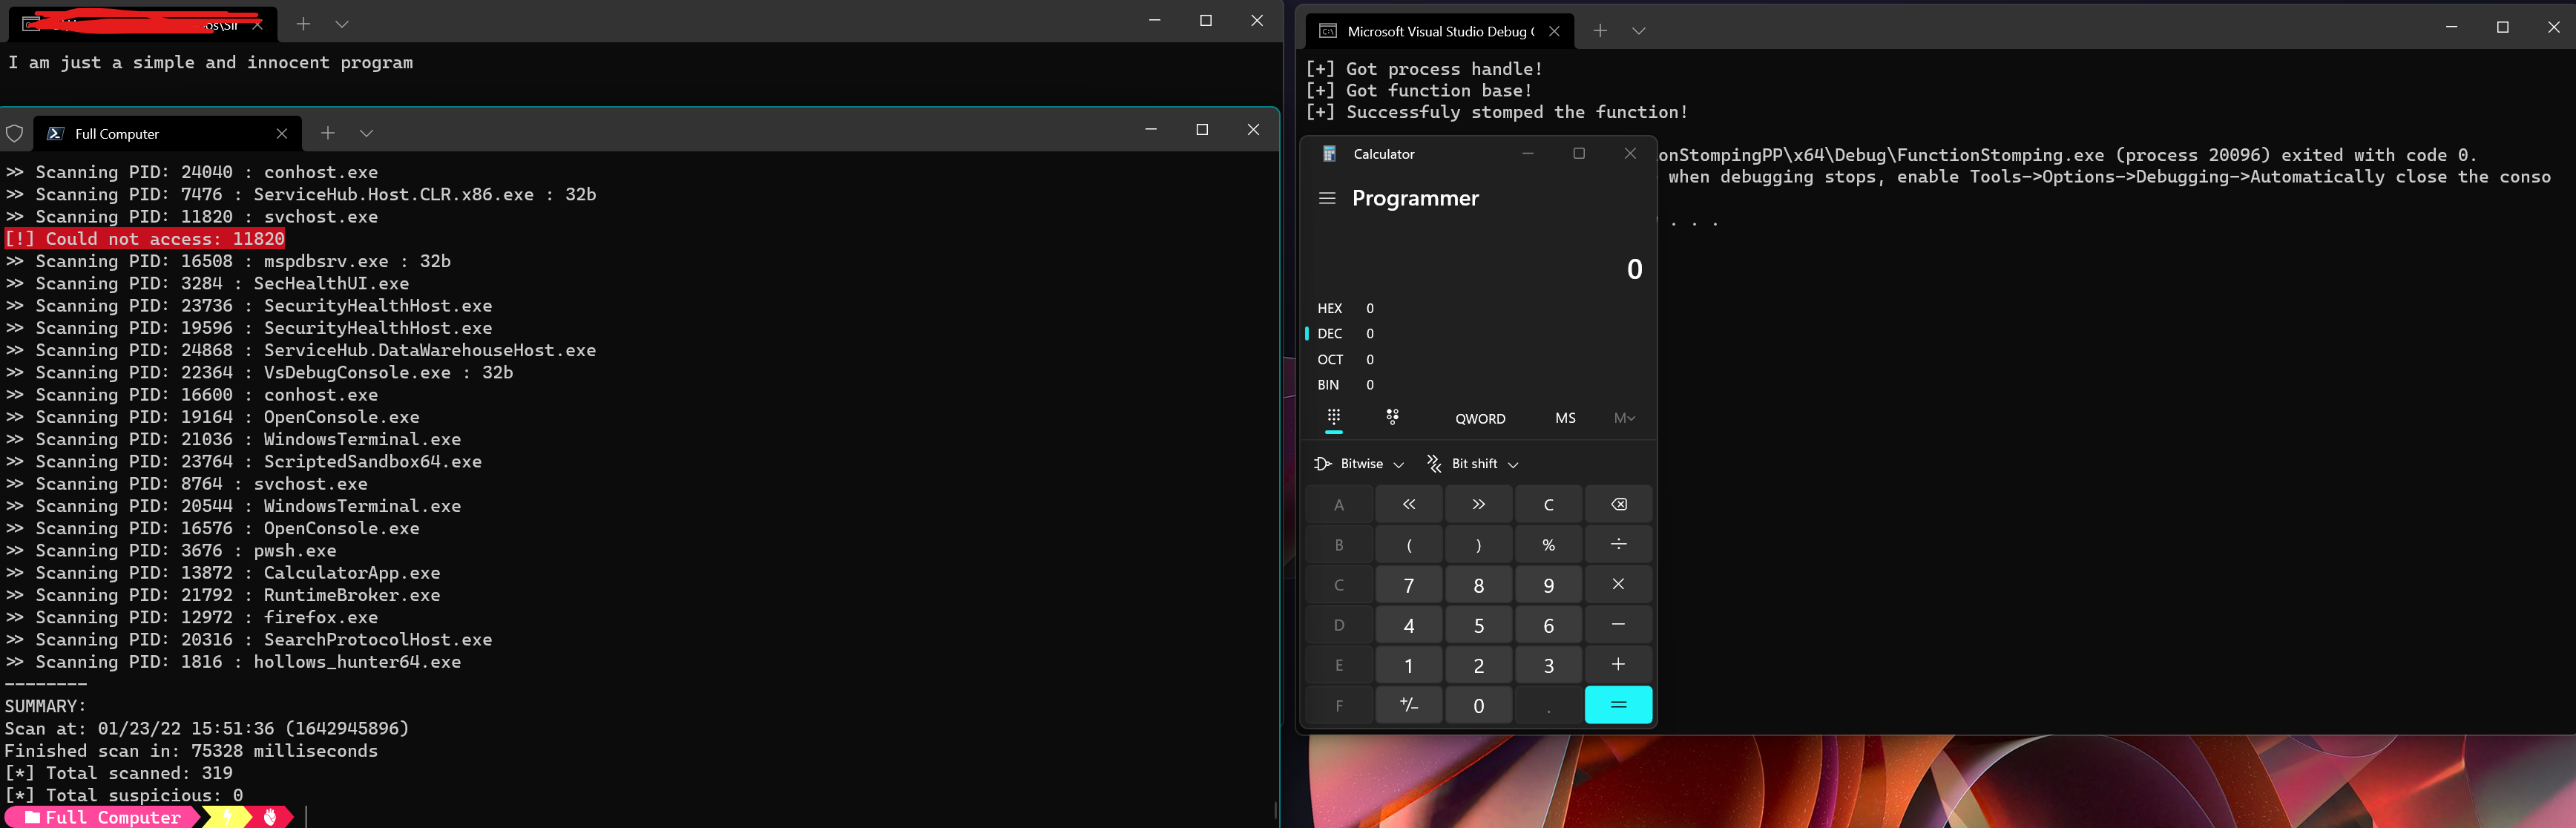 I am just a simple and innocent program
Full Computer
>> Scanning PID: 24040 : conhost.exe
>> Scanning PID: 7476 : ServiceHub.Host.CLR.x86.exe : 32b
>> Scanning PID: 11820 : svchost.exe
[!] Could not access: 11820
>> Scanning PID: 16508 : mspdbsrv.exe : 32b
>> Scanning PID: 3284 : SecHealthUI.exe
>> Scanning PID: 23736 : SecurityHealthHost.exe
>> Scanning PID: 19596 : SecurityHealthHost.exe
>> Scanning PID: 24868 : ServiceHub.DataWarehouseHost.exe
>> Scanning PID: 22364 : VsDebugConsole.exe : 32b
>> Scanning PID: 16600 : conhost.exe
>> Scanning PID: 19164 : OpenConsole.exe
>> Scanning PID: 21036 : WindowsTerminal.exe
>> Scanning PID: 23764 : ScriptedSandbox64.exe
>> Scanning PID: 8764 : svchost.exe
>> Scanning PID: 20544 : WindowsTerminal.exe
>> Scanning PID: 16576 : OpenConsole.exe
>> Scanning PID: 3676 : pwsh.exe
>> Scanning PID: 13872 : CalculatorApp.exe
>> Scanning PID: 21792 : RuntimeBroker.exe
>> Scanning PID: 12972 : firefox.exe
>> Scanning PID: 20316 : SearchProtocolHost.exe
>> Scanning PID: 1816 : hollows_hunter64.exe
--------
SUMMARY:
Scan at: 01/23/22 15:51:36 (1642945896)
Finished scan in: 75328 milliseconds
[*] Total scanned: 319
[*] Total suspicious: 0
Full Computer
Microsoft Visual Studio Debug C
[+] Got process handle!
[+] Got function base!
[+] Successfuly stomped the function!
onStompingPP\x64\Debug\FunctionStomping.exe (process 20096) exited with code 0.
when debugging stops, enable Tools->Options->Debugging->Automatically close the conso
. . .
Calculator
Programmer
0
HEX 0
DEC 0
OCT 0
BIN 0
QWORD MS M
Bitwise Bit shift
A « » C
B ( ) % ÷
C 7 8 9 ×
D 4 5 6 −
E 1 2 3 +
F +/− 0 . =